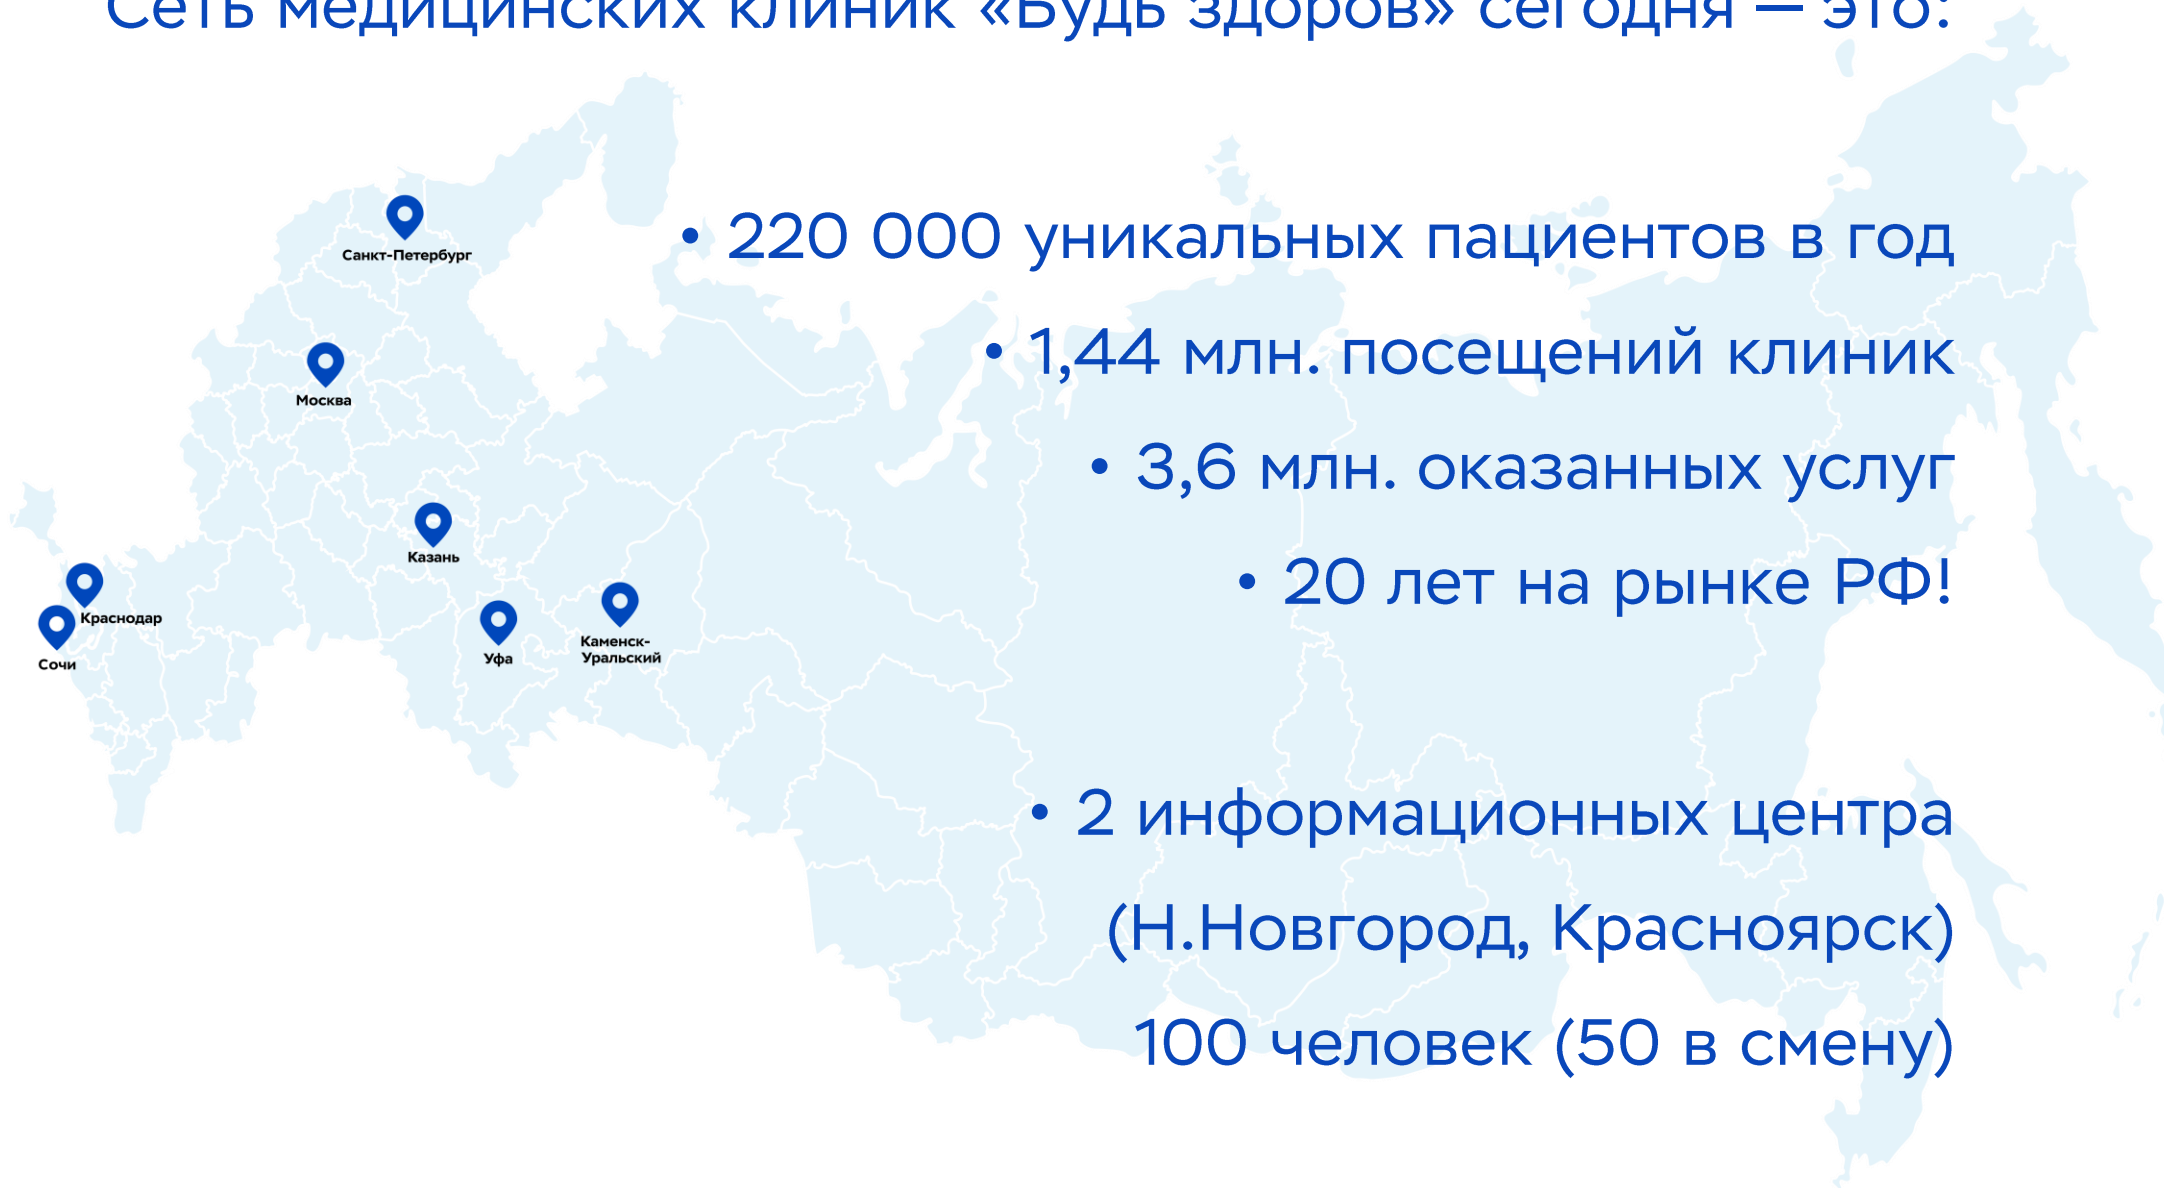 Сеть медицинских клиник «Будь здоров» сегодня — это:
• 220 000 уникальных пациентов в год
• 1,44 млн. посещений клиник
• 3,6 млн. оказанных услуг
• 20 лет на рынке РФ!
• 2 информационных центра
(Н.Новгород, Красноярск)
100 человек (50 в смену)
Санкт-Петербург
Москва
Казань
Краснодар
Сочи
Уфа
Каменск-
Уральский